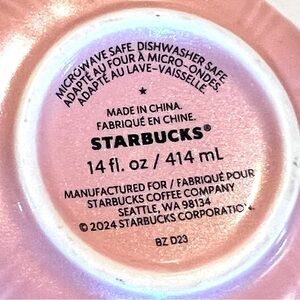 MICROWAVE SAFE. DISHWASHER SAFE.
ADAPTÉ AU FOUR À MICRO-ONDES.
ADAPTÉ AU LAVE-VAISSELLE.
MADE IN CHINA.
FABRIQUÉ EN CHINE.
STARBUCKS®
14 fl. oz / 414 mL
MANUFACTURED FOR / FABRIQUÉ POUR
STARBUCKS COFFEE COMPANY
SEATTLE, WA 98134
© 2024 STARBUCKS CORPORATION
BZ D23